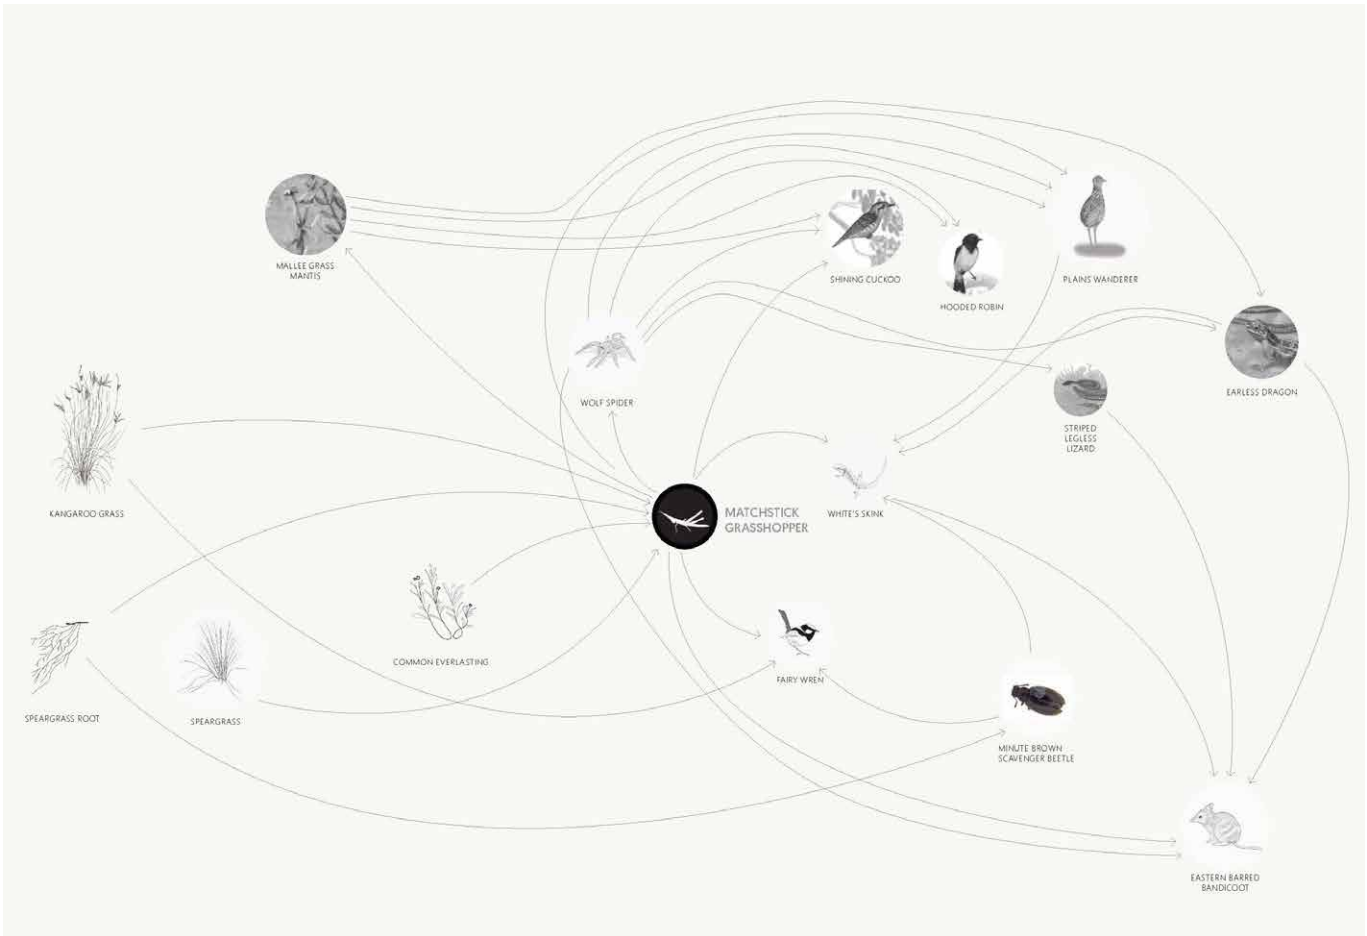 MALLEE GRASS
MANTIS
SHINING CUCKOO
HOODED ROBIN
PLAINS WANDERER
EARLESS DRAGON
WOLF SPIDER
STRIPED
LEGLESS
LIZARD
KANGAROO GRASS
MATCHSTICK
GRASSHOPPER
WHITE'S SKINK
COMMON EVERLASTING
FAIRY WREN
SPEARGRASS ROOT
SPEARGRASS
MINUTE BROWN
SCAVENGER BEETLE
EASTERN BARRED
BANDICOOT